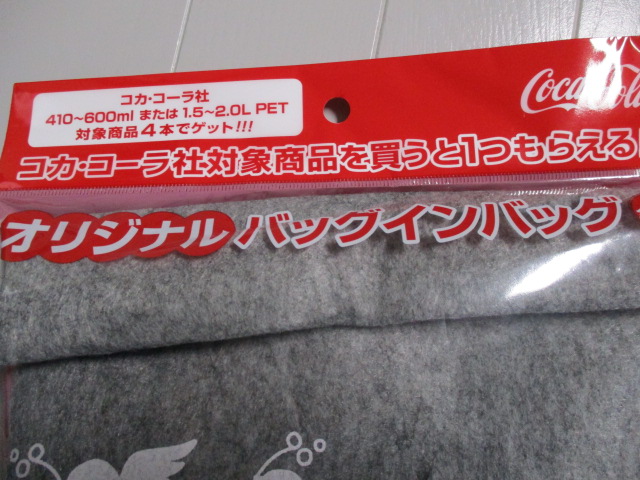 コカ・コーラ社
410～600ml または 1.5～2.0L PET
対象商品4本でゲット!!!
Coca-Cola
コカ・コーラ社対象商品を買うと1つもらえる
オリジナル バッグインバッグ